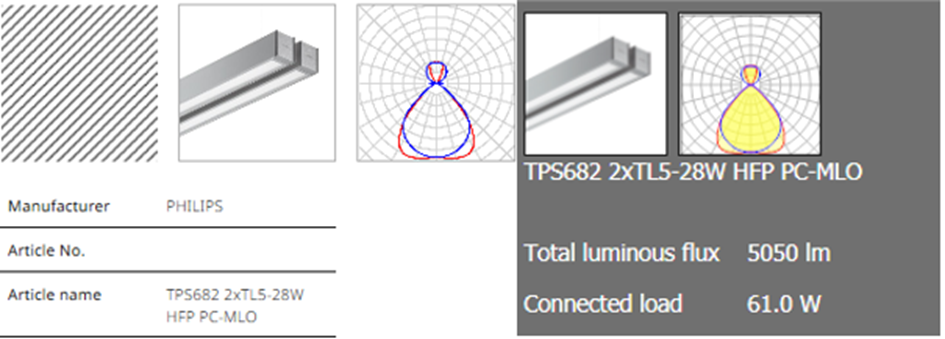 Manufacturer PHILIPS
Article No.
Article name TPS682 2xTL5-28W
HFP PC-MLO
TPS682 2xTL5-28W HFP PC-MLO
Total luminous flux 5050 lm
Connected load 61.0 W